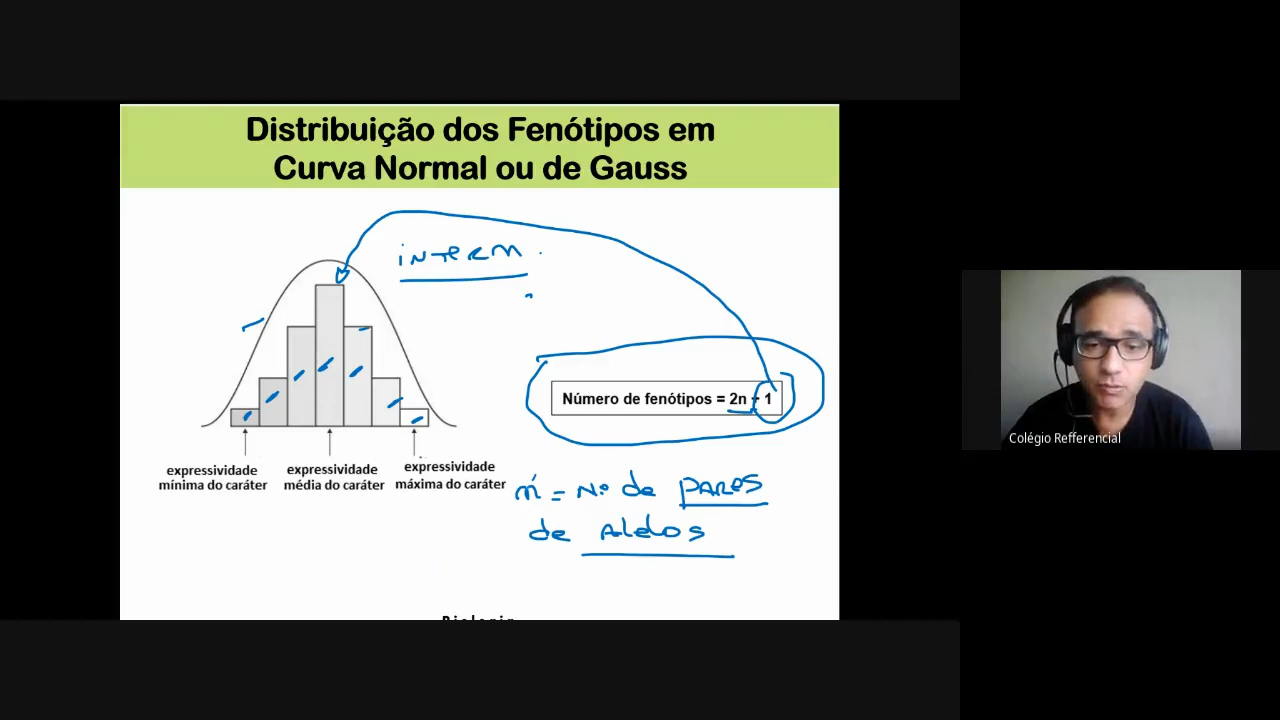 Distribuição dos Fenótipos em
Curva Normal ou de Gauss
INTERM.
Número de fenótipos = 2n + 1
expressividade
mínima do caráter
expressividade
média do caráter
expressividade
máxima do caráter
n = Nº de PARES
de Alelos
Biologia
Colégio Refferencial